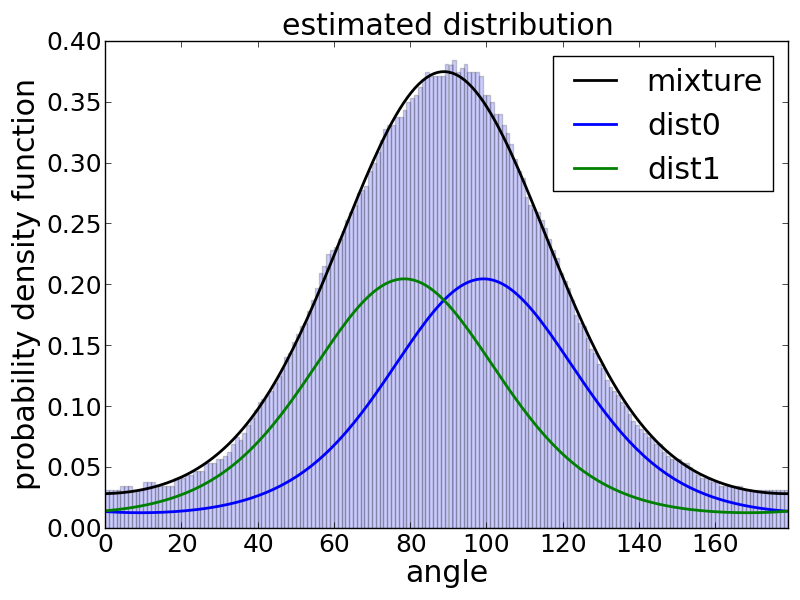 estimated distribution
probability density function
0.40
0.35
0.30
0.25
0.20
0.15
0.10
0.05
0.00
mixture
dist0
dist1
0 20 40 60 80 100 120 140 160
angle